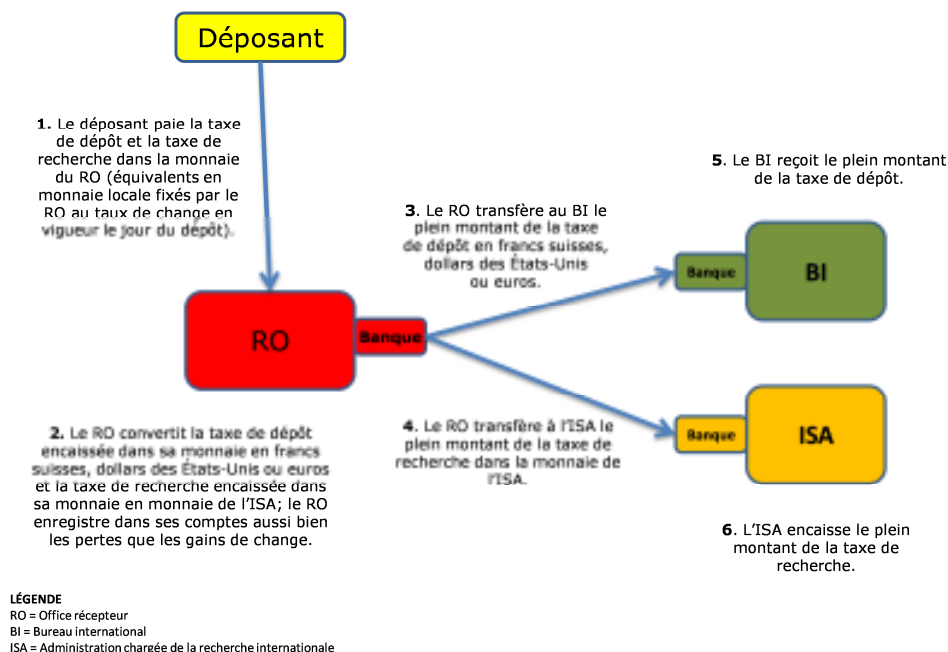 Déposant
1. Le déposant paie la taxe
de dépôt et la taxe de
recherche dans la monnaie
du RO (équivalents en
monnaie locale fixés par le
RO au taux de change en
vigueur le jour du dépôt).
5. Le BI reçoit le plein montant
de la taxe de dépôt.
3. Le RO transfère au BI le
plein montant de la taxe
de dépôt en francs suisses,
dollars des États-Unis
ou euros.
Banque
BI
RO
Banque
2. Le RO convertit la taxe de dépôt
encaissée dans sa monnaie en francs
suisses, dollars des États-Unis ou euros
et la taxe de recherche encaissée dans
sa monnaie en monnaie de l'ISA; le RO
enregistre dans ses comptes aussi bien
les pertes que les gains de change.
4. Le RO transfère à l'ISA le
plein montant de la taxe de
recherche dans la monnaie de
l'ISA.
Banque
ISA
6. L'ISA encaisse le plein
montant de la taxe de
recherche.
LÉGENDE
RO = Office récepteur
BI = Bureau international
ISA = Administration chargée de la recherche internationale